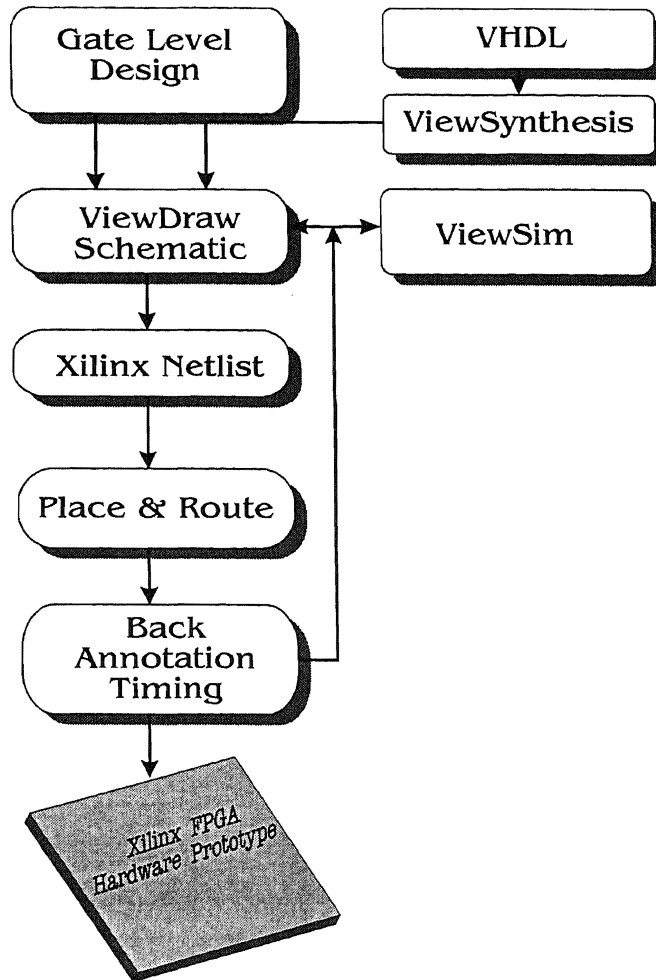 Gate Level
Design
VHDL
ViewSynthesis
ViewDraw
Schematic
ViewSim
Xilinx Netlist
Place & Route
Back
Annotation
Timing
Xilinx FPGA
Hardware Prototype